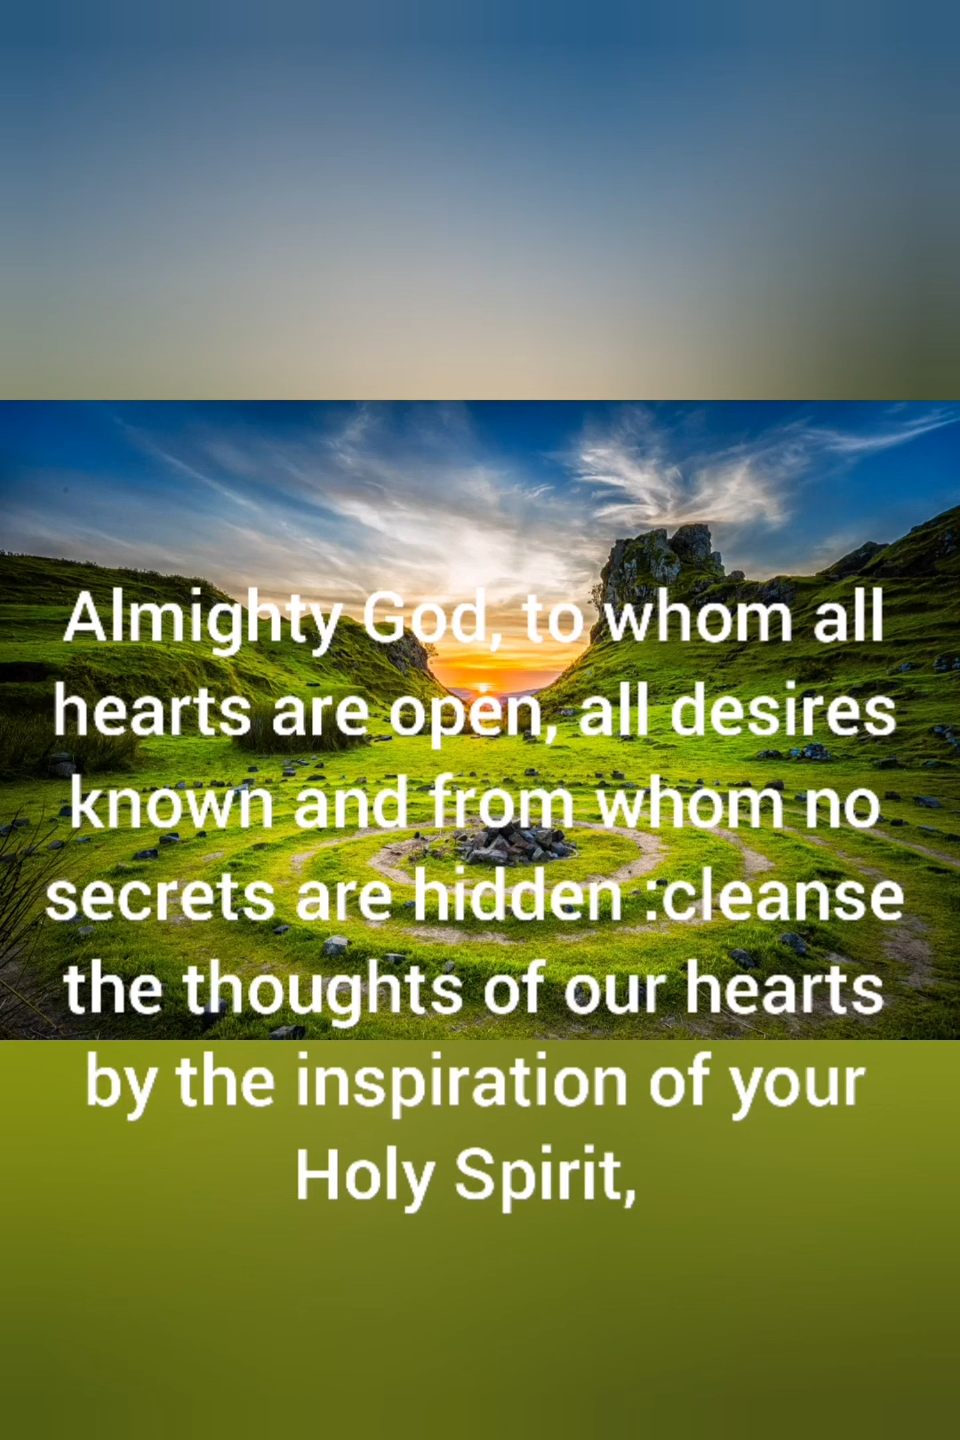 Almighty God, to whom all
hearts are open, all desires
known and from whom no
secrets are hidden :cleanse
the thoughts of our hearts
by the inspiration of your
Holy Spirit,